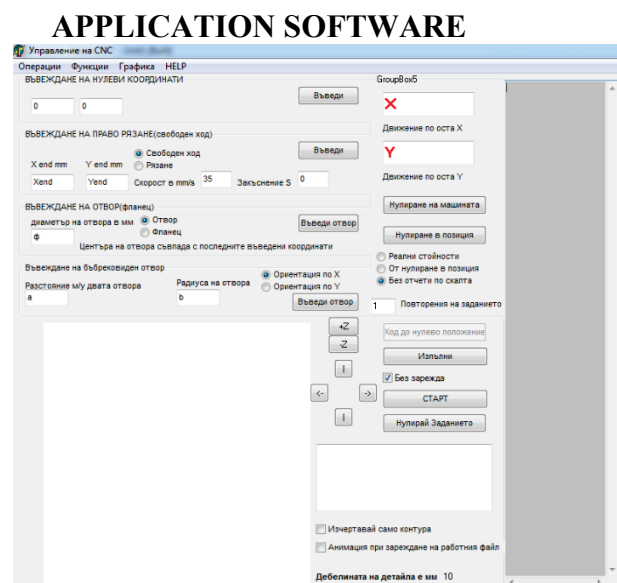 APPLICATION SOFTWARE
Управление на CNC
Операции Функции Графика HELP
ВЪВЕЖДАНЕ НА НУЛЕВИ КООРДИНАТИ
0 0
Въведи
ВЪВЕЖДАНЕ НА ПРАВО РЯЗАНЕ(свободен ход)
Свободен ход
Рязане
Въведи
X end mm Y end mm
Xend Yend Скорост в mm/s 35 Закъснение S 0
ВЪВЕЖДАНЕ НА ОТВОР(фланец)
диаметър на отвора в мм Отвор
Фланец
Въведи отвор
ф
Центъра на отвора съвпада с последните въведени координати
Въвеждане на бъбрековиден отвор
Ориентация по X
Ориентация по Y
Разстояние м/у двата отвора Радиуса на отвора
a b
Въведи отвор
GroupBox5
X
Движение по оста X
Y
Движение по оста Y
Нулиране на машината
Нулиране в позиция
Реални стойности
От нулиране в позиция
Без отчети по скалта
1 Повторения на заданието
+Z
-Z
|
<- ->
|
Ход до нулево положение
Изпълни
Без зарежда
СТАРТ
Нулирай Заданието
Изчертавай само контура
Анимация при зареждане на работния файл
Дебелината на детайла е мм 10